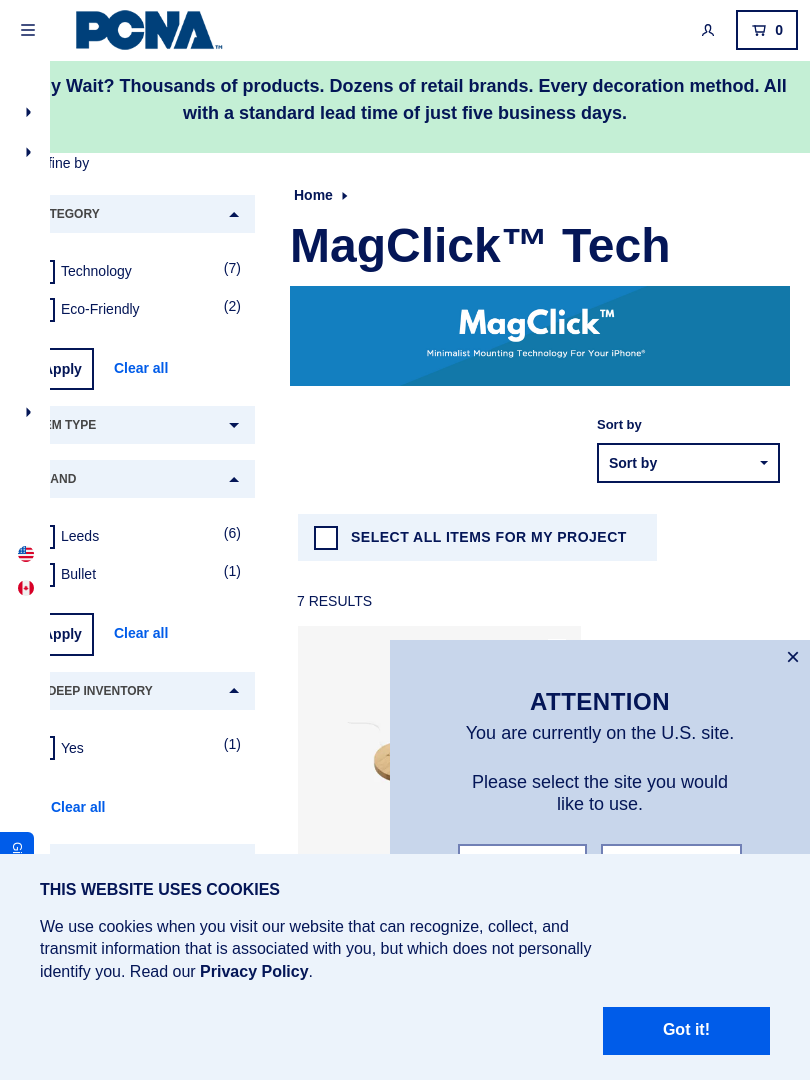 PCNA™
0
y Wait? Thousands of products. Dozens of retail brands. Every decoration method. All
with a standard lead time of just five business days.
fine by
Home
MagClick™ Tech
MagClick™
Minimalist Mounting Technology For Your iPhone®
TEGORY
Technology (7)
Eco-Friendly (2)
Apply Clear all
EM TYPE
Sort by
Sort by
AND
Leeds (6)
Bullet (1)
Apply Clear all
SELECT ALL ITEMS FOR MY PROJECT
7 RESULTS
DEEP INVENTORY
Yes (1)
Clear all
ATTENTION
You are currently on the U.S. site.
Please select the site you would
like to use.
THIS WEBSITE USES COOKIES
We use cookies when you visit our website that can recognize, collect, and
transmit information that is associated with you, but which does not personally
identify you. Read our Privacy Policy.
Got it!